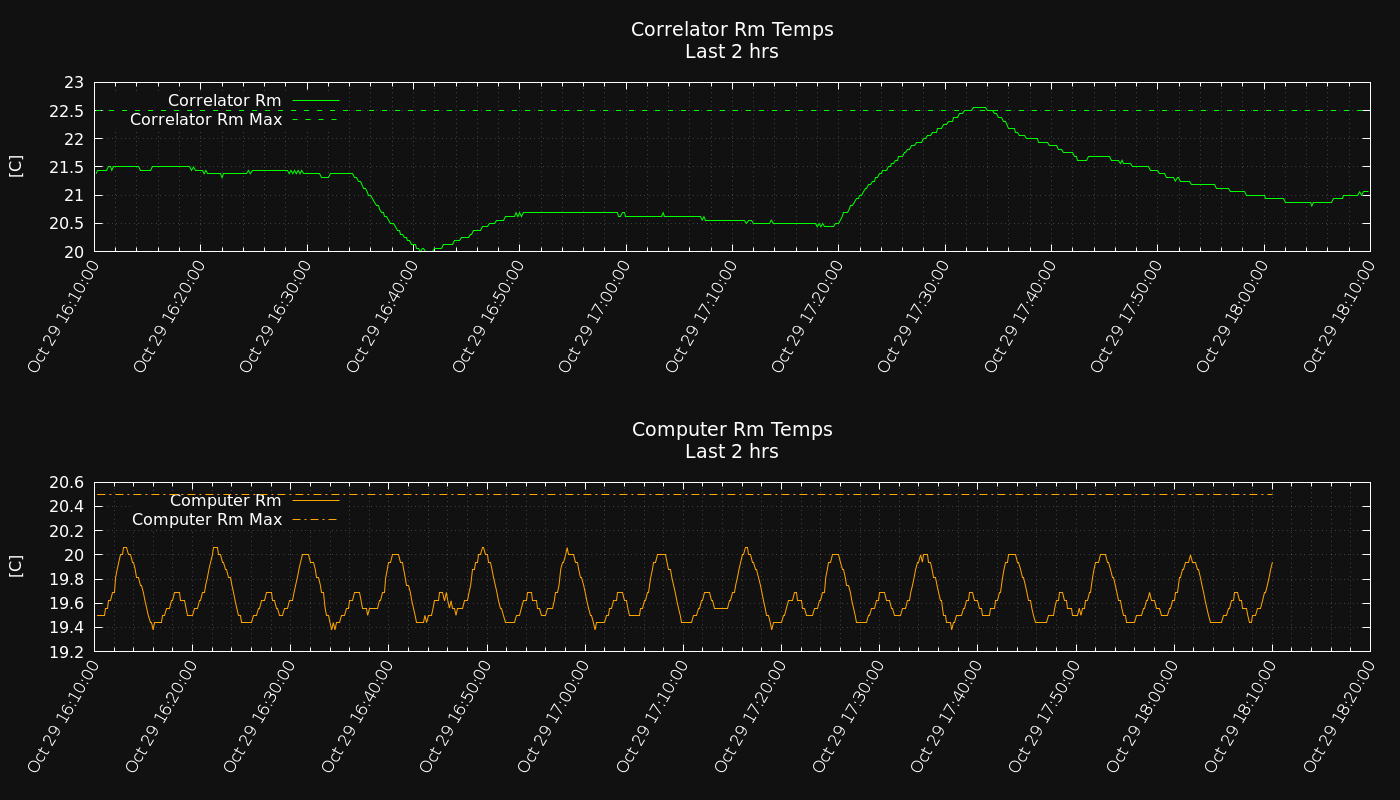 Correlator Rm Temps
Last 2 hrs
23
22.5
22
21.5
21
20.5
20
[C]
Correlator Rm
Correlator Rm Max
Oct 29 16:10:00
Oct 29 16:20:00
Oct 29 16:30:00
Oct 29 16:40:00
Oct 29 16:50:00
Oct 29 17:00:00
Oct 29 17:10:00
Oct 29 17:20:00
Oct 29 17:30:00
Oct 29 17:40:00
Oct 29 17:50:00
Oct 29 18:00:00
Oct 29 18:10:00
Computer Rm Temps
Last 2 hrs
20.6
20.4
20.2
20
19.8
19.6
19.4
19.2
[C]
Computer Rm
Computer Rm Max
Oct 29 16:10:00
Oct 29 16:20:00
Oct 29 16:30:00
Oct 29 16:40:00
Oct 29 16:50:00
Oct 29 17:00:00
Oct 29 17:10:00
Oct 29 17:20:00
Oct 29 17:30:00
Oct 29 17:40:00
Oct 29 17:50:00
Oct 29 18:00:00
Oct 29 18:10:00
Oct 29 18:20:00